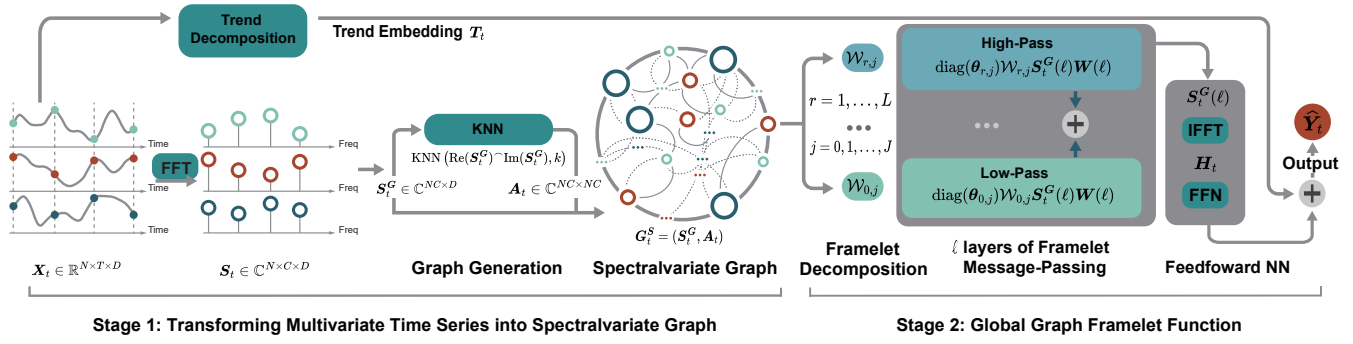 Trend
Decomposition
Trend Embedding T_t
Time
Time
Time
FFT
Freq
Freq
Freq
X_t ∈ ℝ^{N×T×D}
S_t ∈ ℂ^{N×C×D}
KNN
KNN (Re(S_t^G)⌢Im(S_t^G), k)
S_t^G ∈ ℂ^{NC×D}
A_t ∈ ℂ^{NC×NC}
Graph Generation
G_t^S = (S_t^G, A_t)
Spectralvariate Graph
W_{r,j}
r = 1, . . . , L
•••
j = 0, 1, . . . , J
W_{0,j}
Framelet
Decomposition
High-Pass
diag(θ_{r,j})W_{r,j}S_t^G(ℓ)W(ℓ)
•••
+
Low-Pass
diag(θ_{0,j})W_{0,j}S_t^G(ℓ)W(ℓ)
ℓ layers of Framelet
Message-Passing
S_t^G(ℓ)
IFFT
H_t
FFN
Feedfoward NN
Ŷ_t
Output
+
Stage 1: Transforming Multivariate Time Series into Spectralvariate Graph
Stage 2: Global Graph Framelet Function